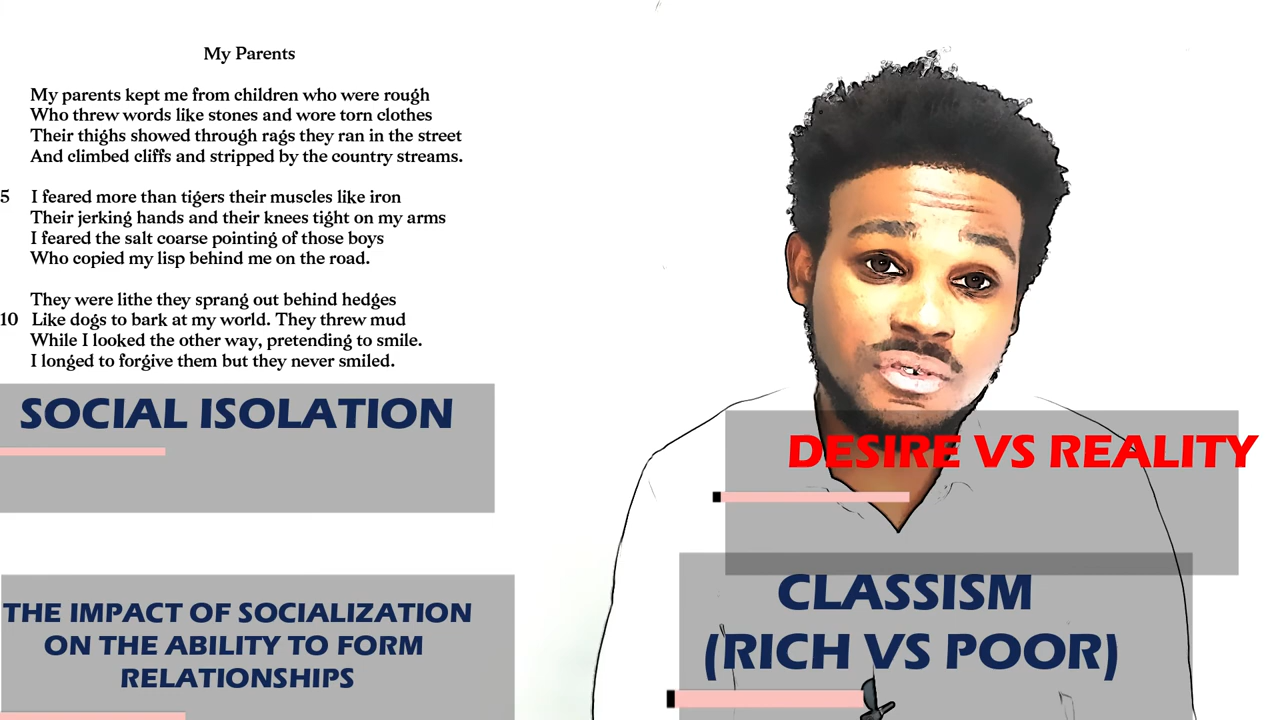 My Parents
My parents kept me from children who were rough
Who threw words like stones and wore torn clothes
Their thighs showed through rags they ran in the street
And climbed cliffs and stripped by the country streams.
5 I feared more than tigers their muscles like iron
Their jerking hands and their knees tight on my arms
I feared the salt coarse pointing of those boys
Who copied my lisp behind me on the road.
They were lithe they sprang out behind hedges
10 Like dogs to bark at my world. They threw mud
While I looked the other way, pretending to smile.
I longed to forgive them but they never smiled.
SOCIAL ISOLATION
DESIRE VS REALITY
THE IMPACT OF SOCIALIZATION
ON THE ABILITY TO FORM
RELATIONSHIPS
CLASSISM
(RICH VS POOR)